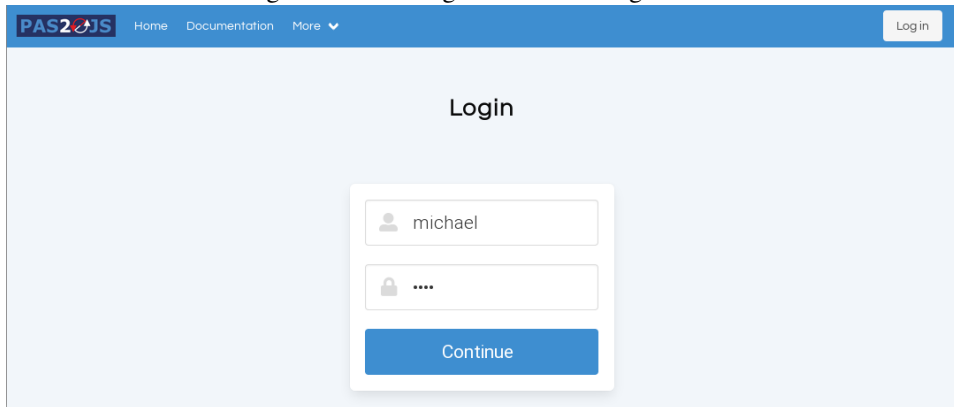 PAS2JS Home Documentation More Log in
Login
michael
••••
Continue